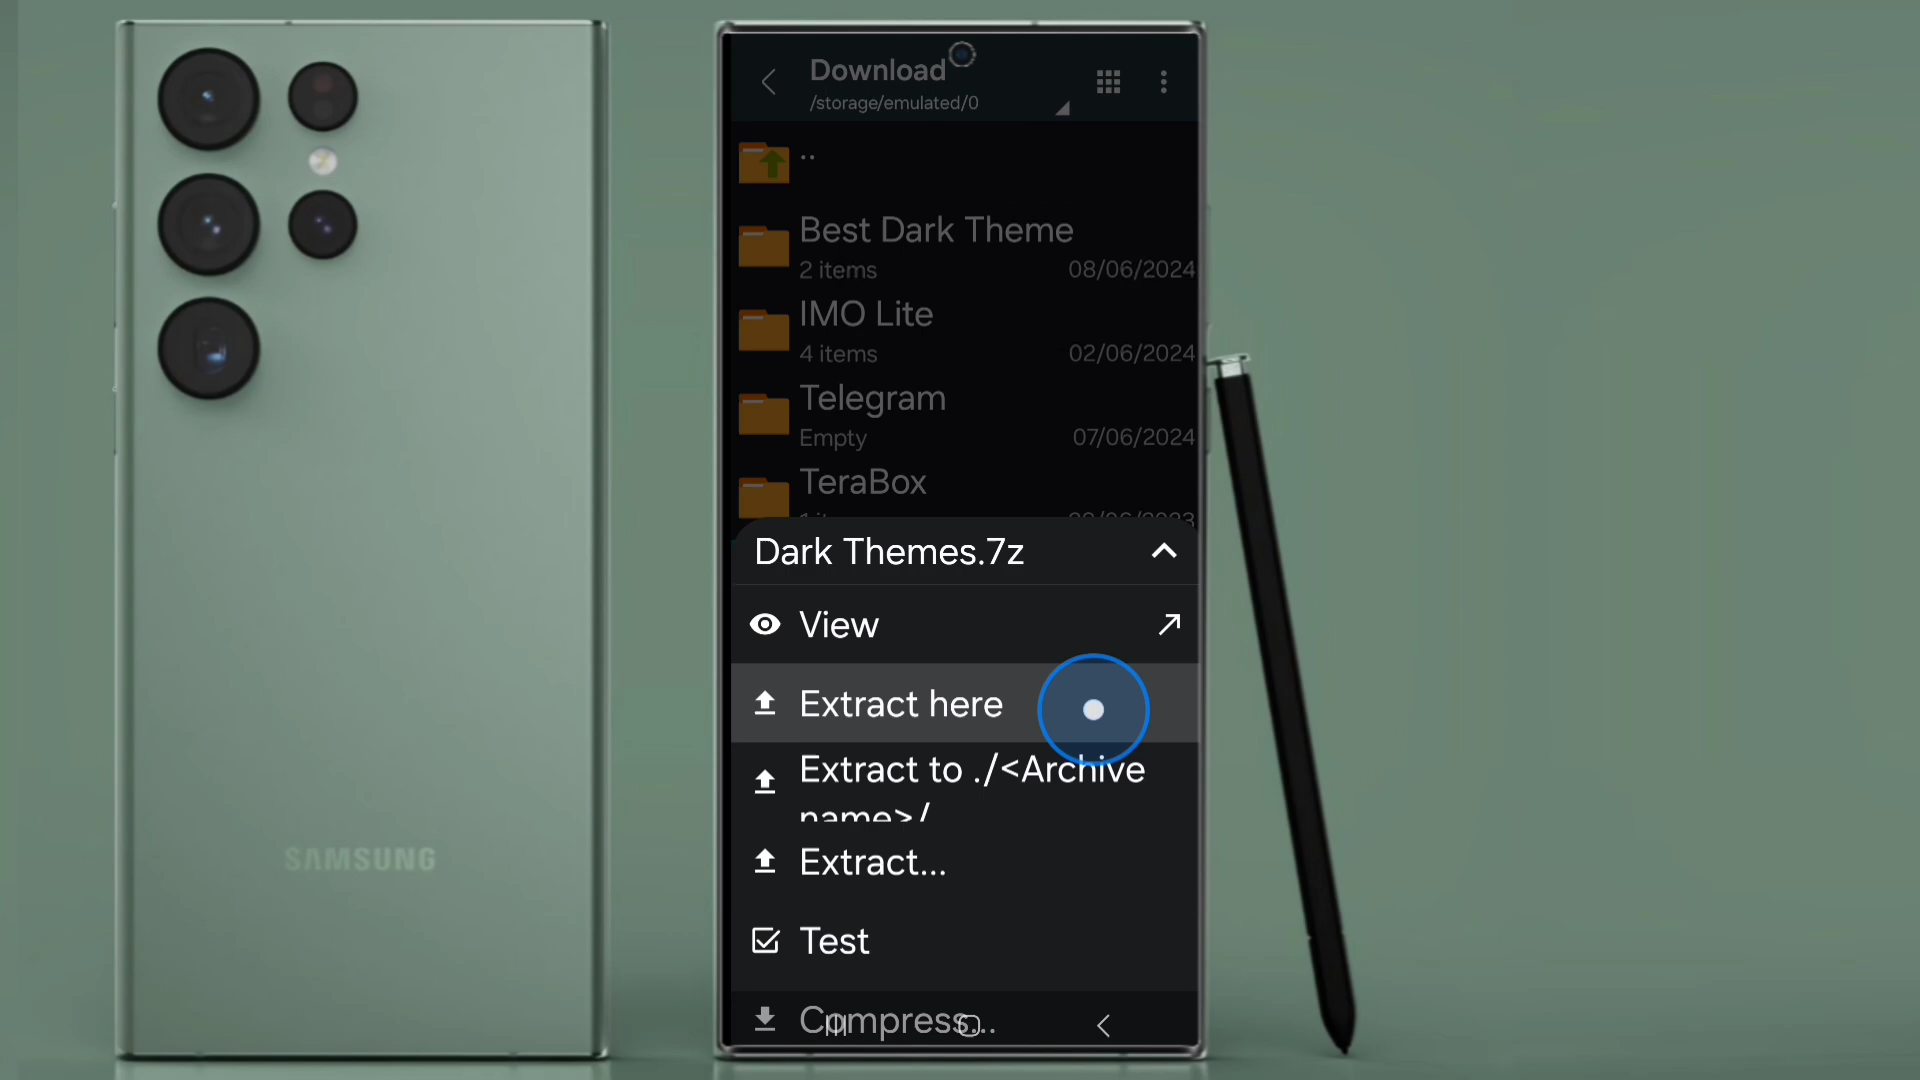 SAMSUNG
Download
/storage/emulated/0
..
Best Dark Theme
2 items 08/06/2024
IMO Lite
4 items 02/06/2024
Telegram
Empty 07/06/2024
TeraBox
Dark Themes.7z
View
Extract here
Extract to ./<Archive
name>/
Extract...
Test
Compress...